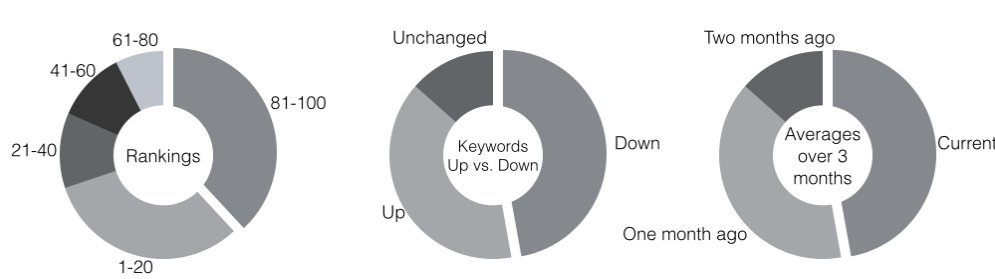 61-80
41-60
81-100
21-40
Rankings
1-20
Unchanged
Keywords
Up vs. Down
Down
Up
Two months ago
Averages
over 3
months
Current
One month ago